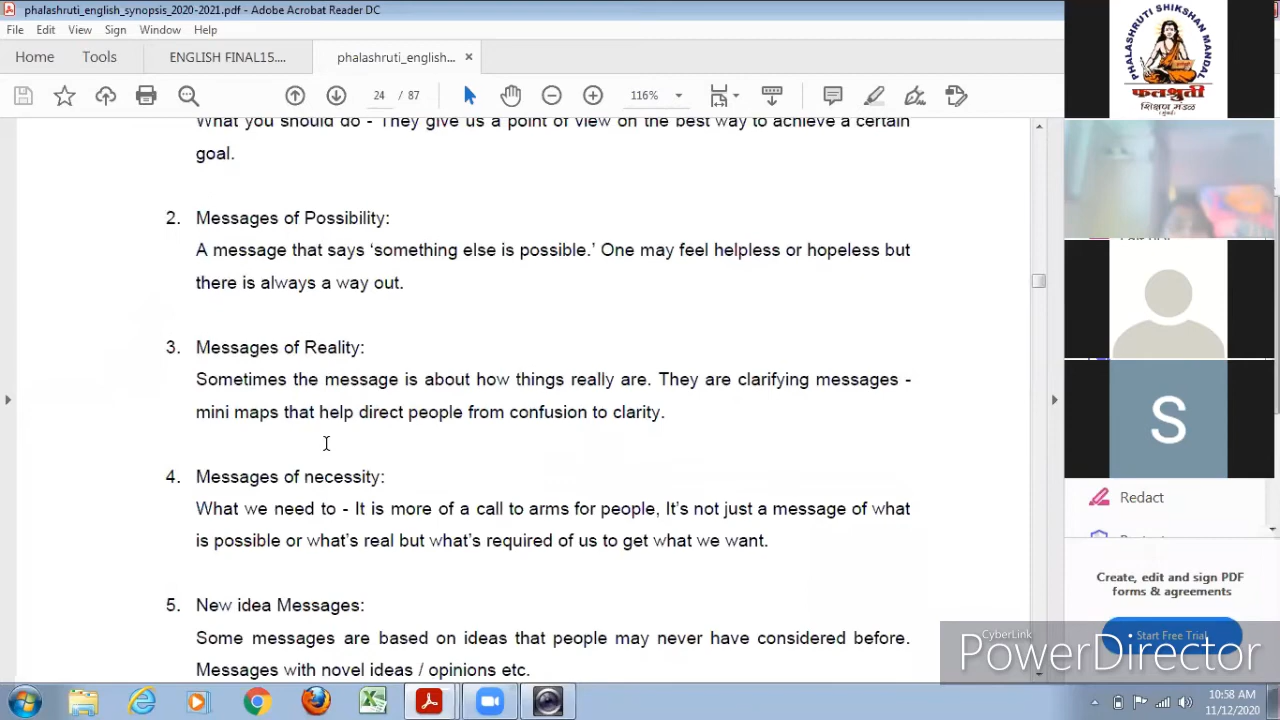 phalashruti_english_synopsis_2020-2021.pdf - Adobe Acrobat Reader DC
File Edit View Sign Window Help
Home Tools ENGLISH FINAL15.... phalashruti_english... ×
24 / 87 116%
What you should do - They give us a point of view on the best way to achieve a certain
goal.
2. Messages of Possibility:
A message that says ‘something else is possible.’ One may feel helpless or hopeless but
there is always a way out.
3. Messages of Reality:
Sometimes the message is about how things really are. They are clarifying messages -
mini maps that help direct people from confusion to clarity.
4. Messages of necessity:
What we need to - It is more of a call to arms for people, It’s not just a message of what
is possible or what’s real but what’s required of us to get what we want.
5. New idea Messages:
Some messages are based on ideas that people may never have considered before.
Messages with novel ideas / opinions etc.
PHALASHRUTI SHIKSHAN MANDAL
फलश्रुती
शिक्षण मंडळ
S
Redact
Create, edit and sign PDF
forms & agreements
Start Free Trial
CyberLink
PowerDirector
10:58 AM
11/12/2020